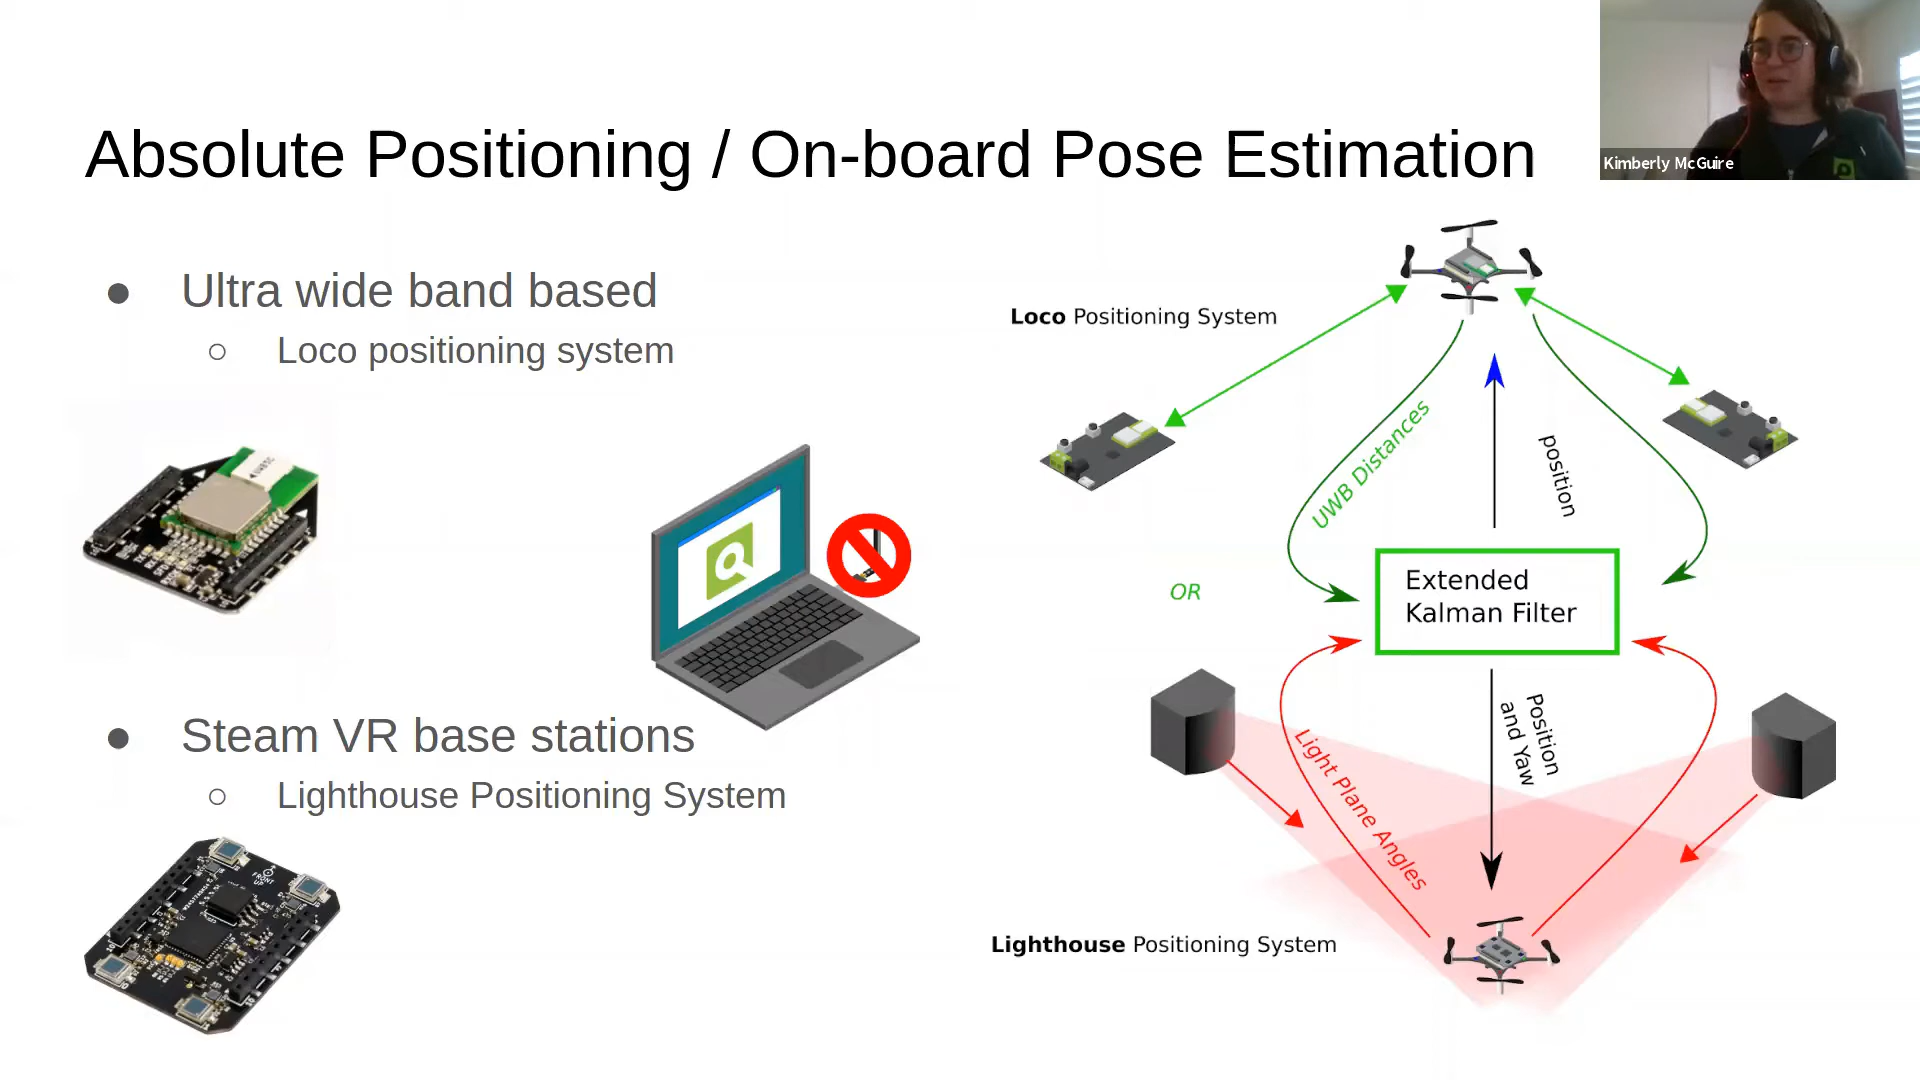 Absolute Positioning / On-board Pose Estimation
Kimberly McGuire
● Ultra wide band based
○ Loco positioning system
Loco Positioning System
UWB Distances
position
OR
Extended
Kalman Filter
● Steam VR base stations
○ Lighthouse Positioning System
Position
and Yaw
Light Plane Angles
FRONT
UP
Lighthouse Positioning System